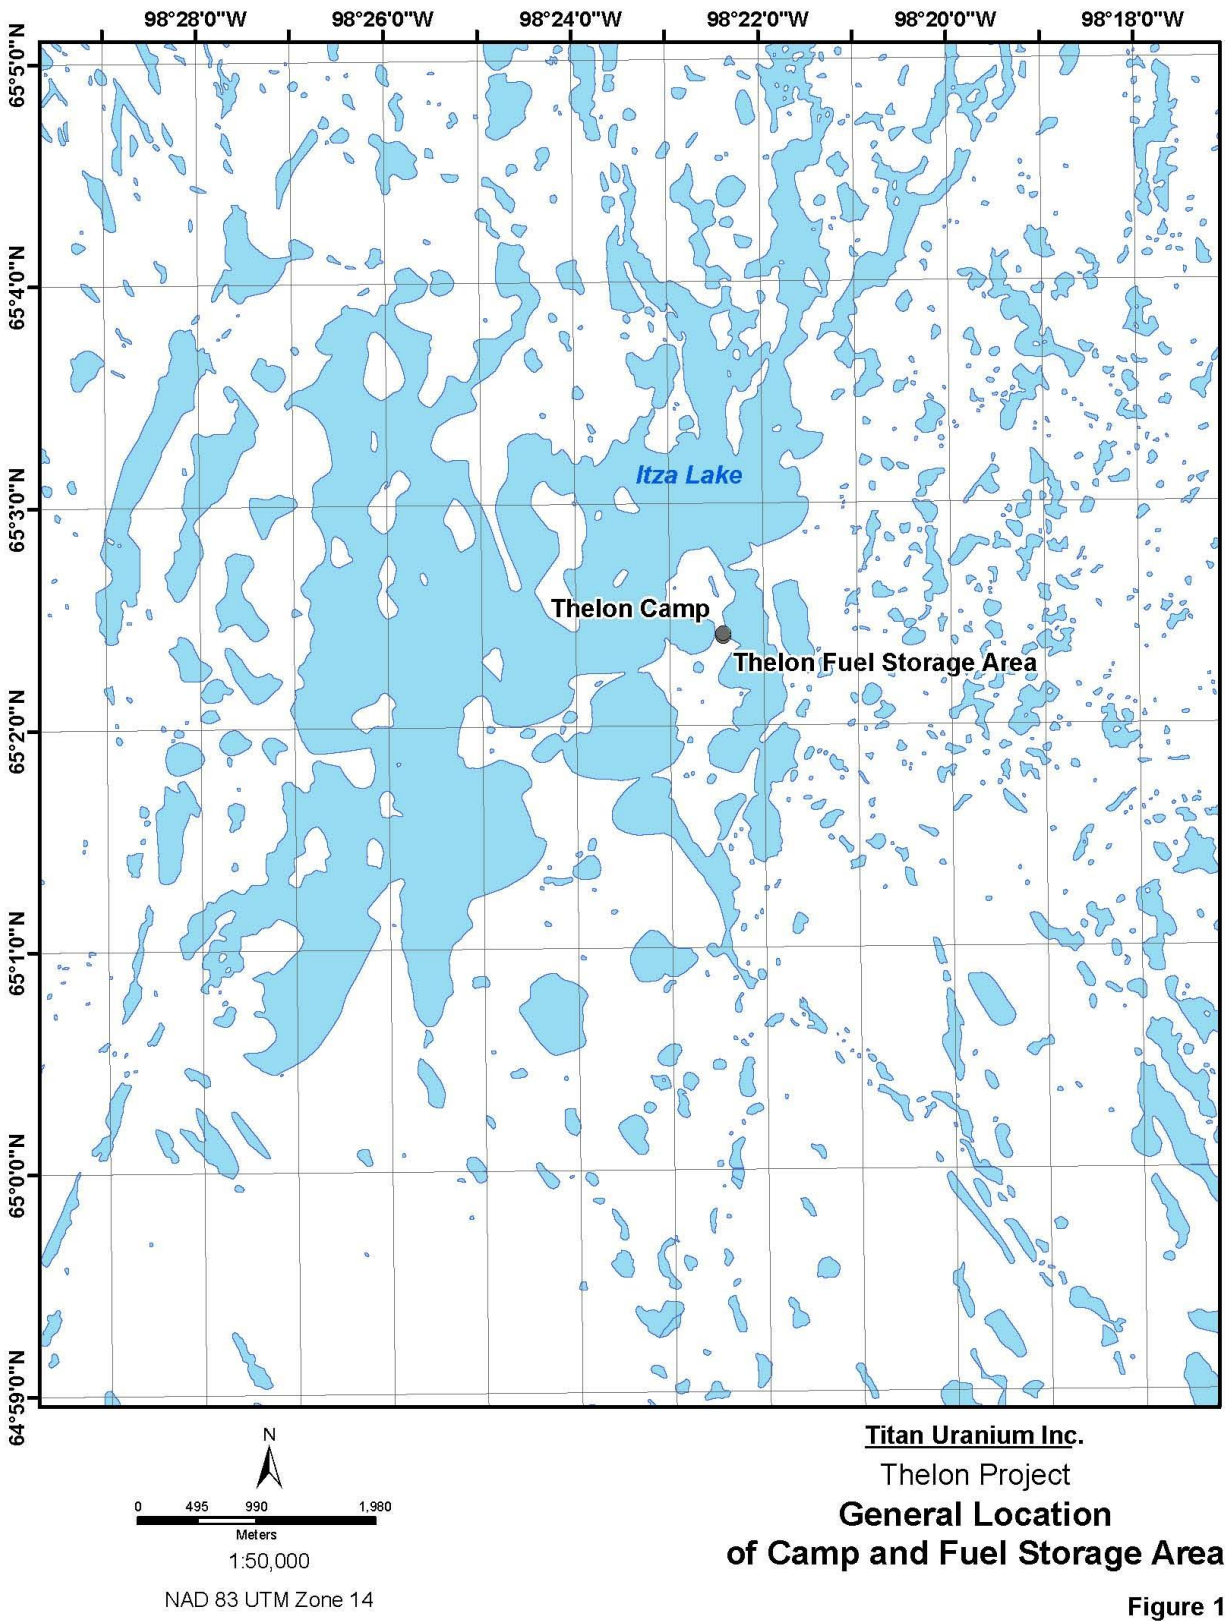 98°28'0"W 98°26'0"W 98°24'0"W 98°22'0"W 98°20'0"W 98°18'0"W
65°5'0"N
65°4'0"N
Itza Lake
65°3'0"N
Thelon Camp
Thelon Fuel Storage Area
65°2'0"N
65°1'0"N
65°0'0"N
64°59'0"N
N
0 495 990 1,980
Meters
1:50,000
NAD 83 UTM Zone 14
Titan Uranium Inc.
Thelon Project
General Location
of Camp and Fuel Storage Area
Figure 1